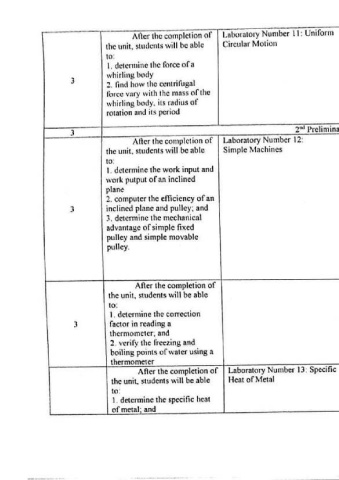 After the completion of
the unit, students will be able
to:
1. determine the force of a
whirling body
2. find how the centrifugal
force vary with the mass of the
whirling body, its radius of
rotation and its period
Laboratory Number 11: Uniform
Circular Motion
3
3
2nd Prelimina
After the completion of
the unit, students will be able
to:
1. determine the work input and
work putput of an inclined
plane
2. computer the efficiency of an
inclined plane and pulley; and
3. determine the mechanical
advantage of simple fixed
pulley and simple movable
pulley.
Laboratory Number 12:
Simple Machines
3
After the completion of
the unit, students will be able
to:
1. determine the correction
factor in reading a
thermometer; and
2. verify the freezing and
boiling points of water using a
thermometer
3
After the completion of
the unit, students will be able
to:
1. determine the specific heat
of metal; and
Laboratory Number 13: Specific
Heat of Metal